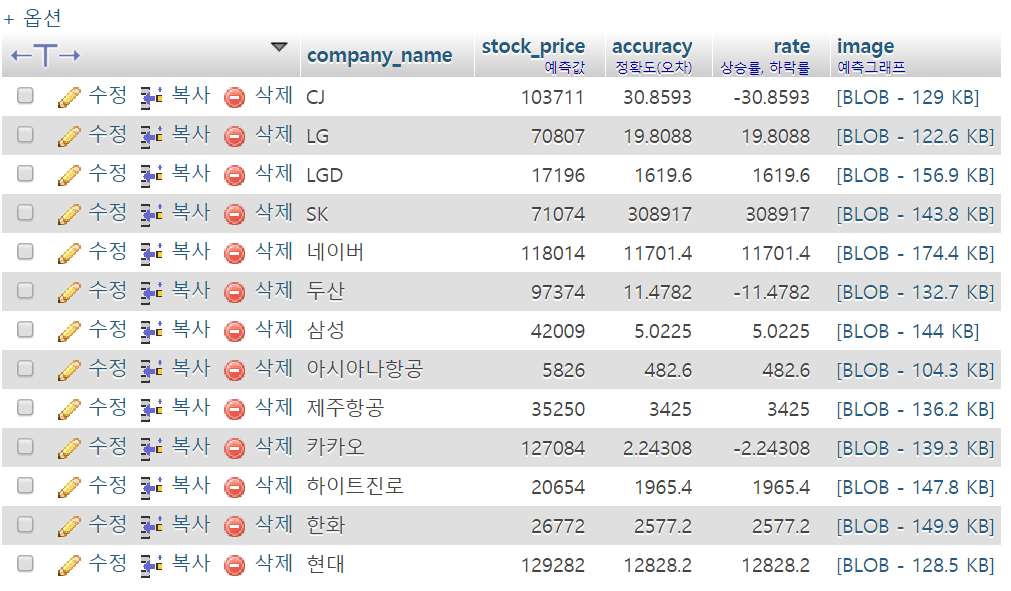 + 옵션
←T→ company_name stock_price accuracy rate image
예측값 정확도(오차) 상승률, 하락률 예측그래프
수정 복사 삭제 CJ 103711 30.8593 -30.8593 [BLOB - 129 KB]
수정 복사 삭제 LG 70807 19.8088 19.8088 [BLOB - 122.6 KB]
수정 복사 삭제 LGD 17196 1619.6 1619.6 [BLOB - 156.9 KB]
수정 복사 삭제 SK 71074 308917 308917 [BLOB - 143.8 KB]
수정 복사 삭제 네이버 118014 11701.4 11701.4 [BLOB - 174.4 KB]
수정 복사 삭제 두산 97374 11.4782 -11.4782 [BLOB - 132.7 KB]
수정 복사 삭제 삼성 42009 5.0225 5.0225 [BLOB - 144 KB]
수정 복사 삭제 아시아나항공 5826 482.6 482.6 [BLOB - 104.3 KB]
수정 복사 삭제 제주항공 35250 3425 3425 [BLOB - 136.2 KB]
수정 복사 삭제 카카오 127084 2.24308 -2.24308 [BLOB - 139.3 KB]
수정 복사 삭제 하이트진로 20654 1965.4 1965.4 [BLOB - 147.8 KB]
수정 복사 삭제 한화 26772 2577.2 2577.2 [BLOB - 149.9 KB]
수정 복사 삭제 현대 129282 12828.2 12828.2 [BLOB - 128.5 KB]